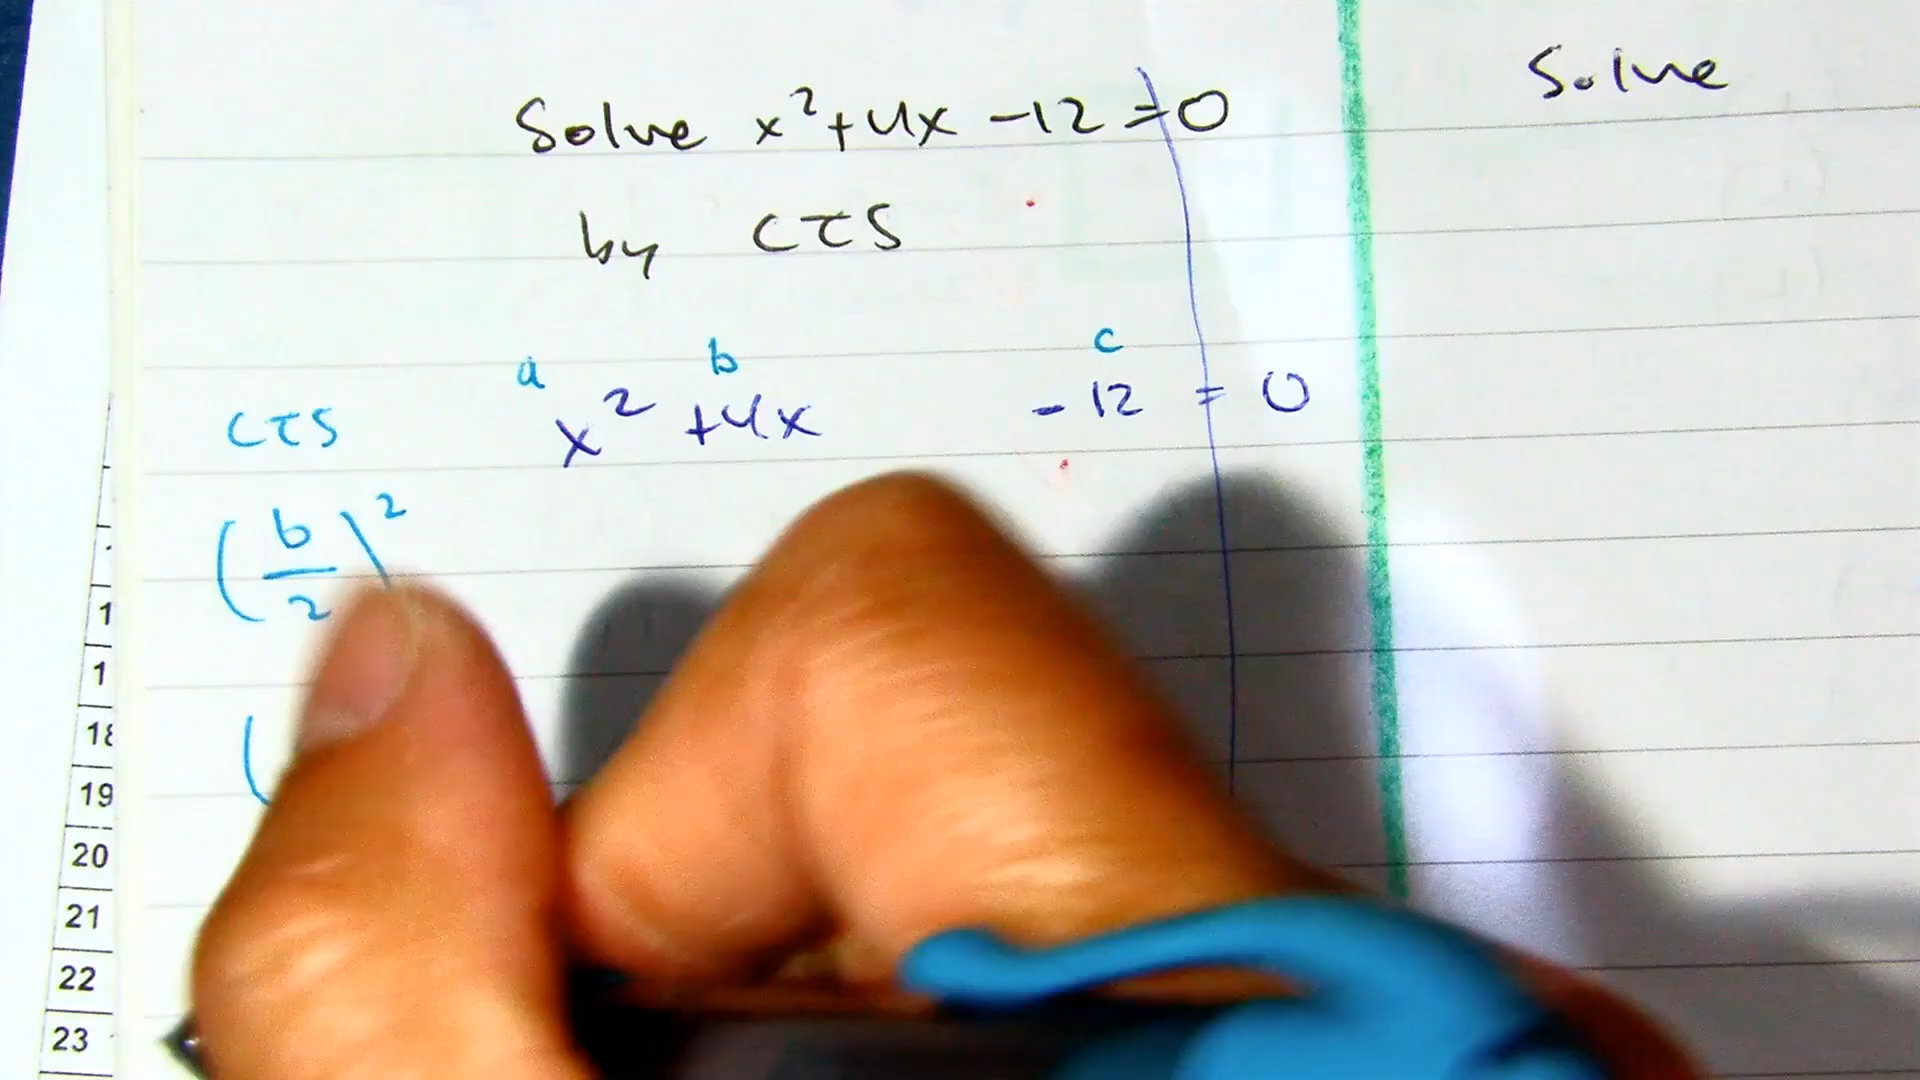 Solve x²+4x -12 = 0
by CTS
Solve
a b c
CTS x² +4x - 12 = 0
(b/2)²
(
1
1
18
19
20
21
22
23